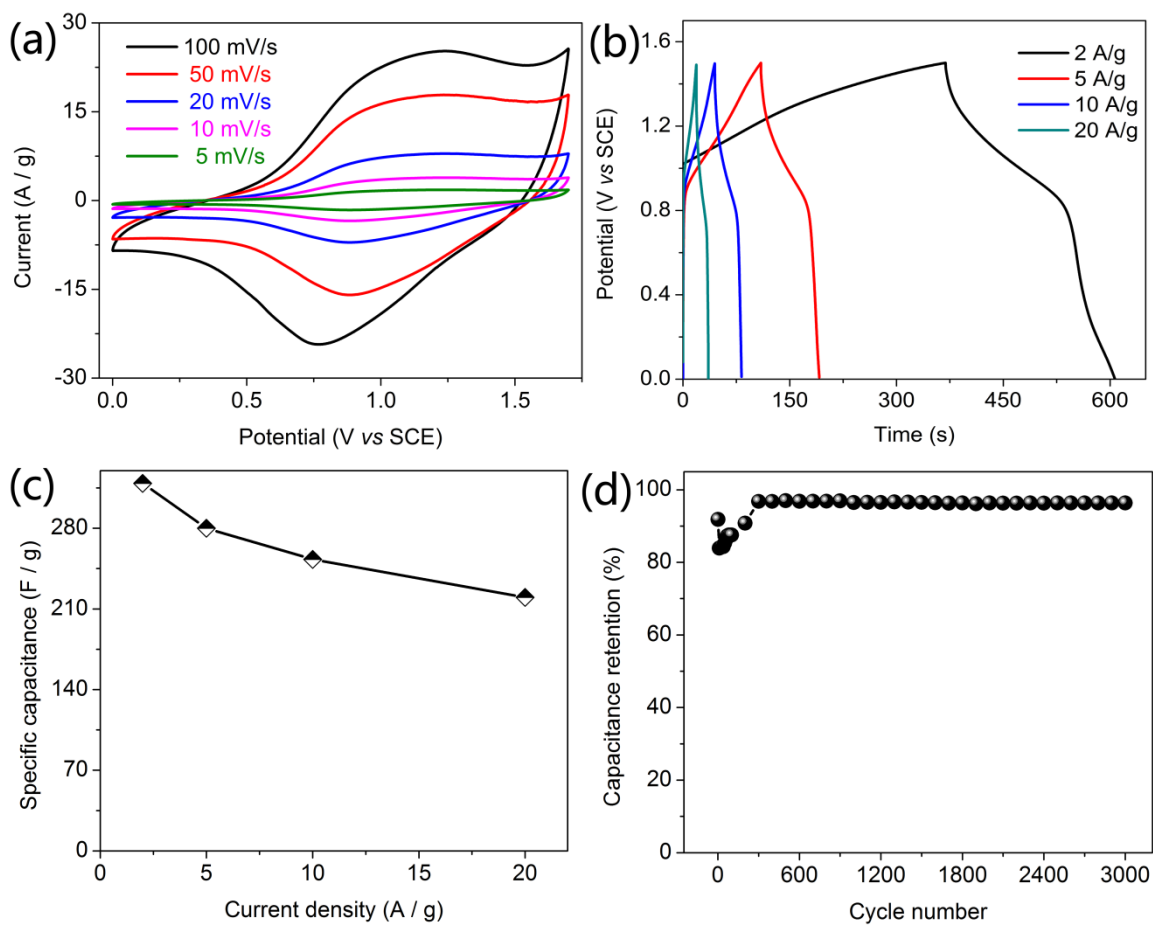 (a)
100 mV/s
50 mV/s
20 mV/s
10 mV/s
5 mV/s
30
15
0
-15
-30
Current (A / g)
0.0 0.5 1.0 1.5
Potential (V vs SCE)
(b)
2 A/g
5 A/g
10 A/g
20 A/g
1.6
1.2
0.8
0.4
0.0
Potential (V vs SCE)
0 150 300 450 600
Time (s)
(c)
280
210
140
70
0
Specific capacitance (F / g)
0 5 10 15 20
Current density (A / g)
(d)
100
80
60
40
20
0
Capacitance retention (%)
0 600 1200 1800 2400 3000
Cycle number